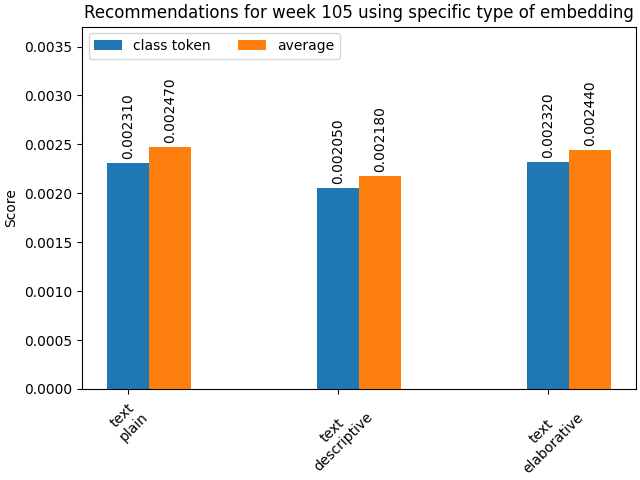 Recommendations for week 105 using specific type of embedding
class token
average
0.0035
0.0030
0.0025
0.0020
0.0015
0.0010
0.0005
0.0000
Score
0.002310
0.002470
0.002050
0.002180
0.002320
0.002440
text
plain
text
descriptive
text
elaborative